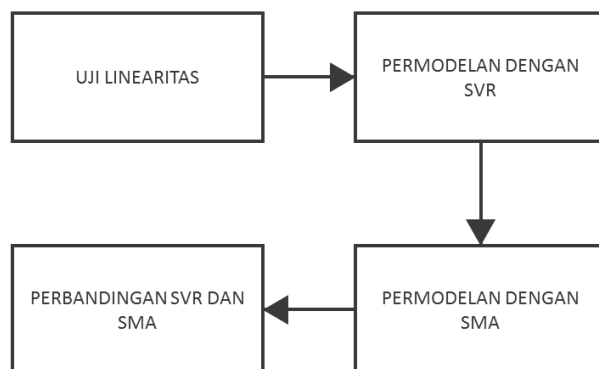 UJI LINEARITAS
PERMODELAN DENGAN
SVR
PERMODELAN DENGAN
SMA
PERBANDINGAN SVR DAN
SMA